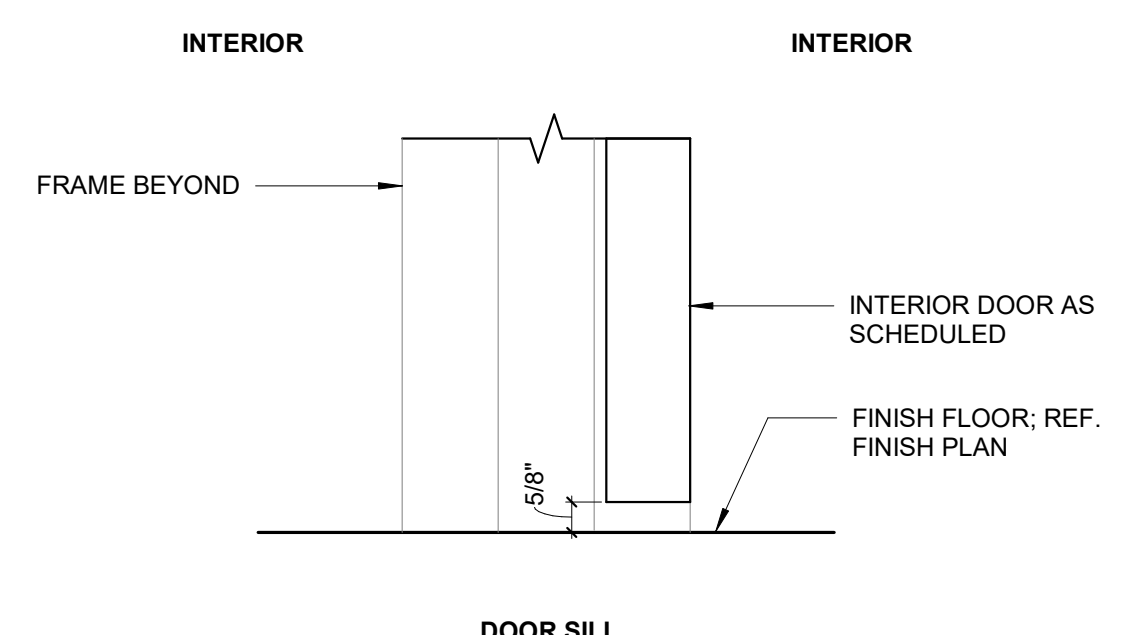 INTERIOR
INTERIOR
FRAME BEYOND
INTERIOR DOOR AS
SCHEDULED
FINISH FLOOR; REF.
FINISH PLAN
5/8"
DOOR SILL